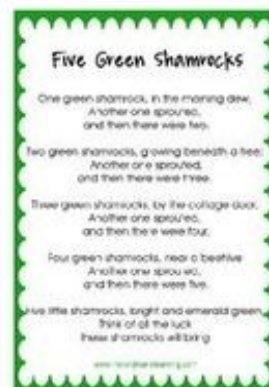 Five Green Shamrocks
One green shamrock, in the morning dew,
Another one sprouted,
and then there were two.
Two green shamrocks, growing beneath a tree;
Another one sprouted,
and then there were three.
Three green shamrocks, by the cottage door,
Another one sprouted,
and then there were four.
Four green shamrocks, near a beehive
Another one sprouted,
and then there were five.
Five little shamrocks, bright and emerald green,
Think of all the luck
these shamrocks will bring